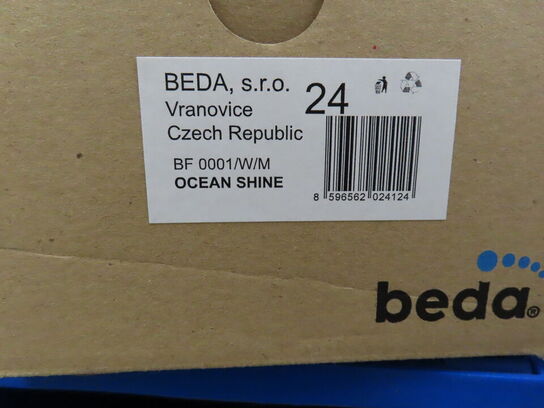 BEDA, s.r.o. 24
Vranovice
Czech Republic
BF 0001/W/M
OCEAN SHINE
8 596562 024124
beda®